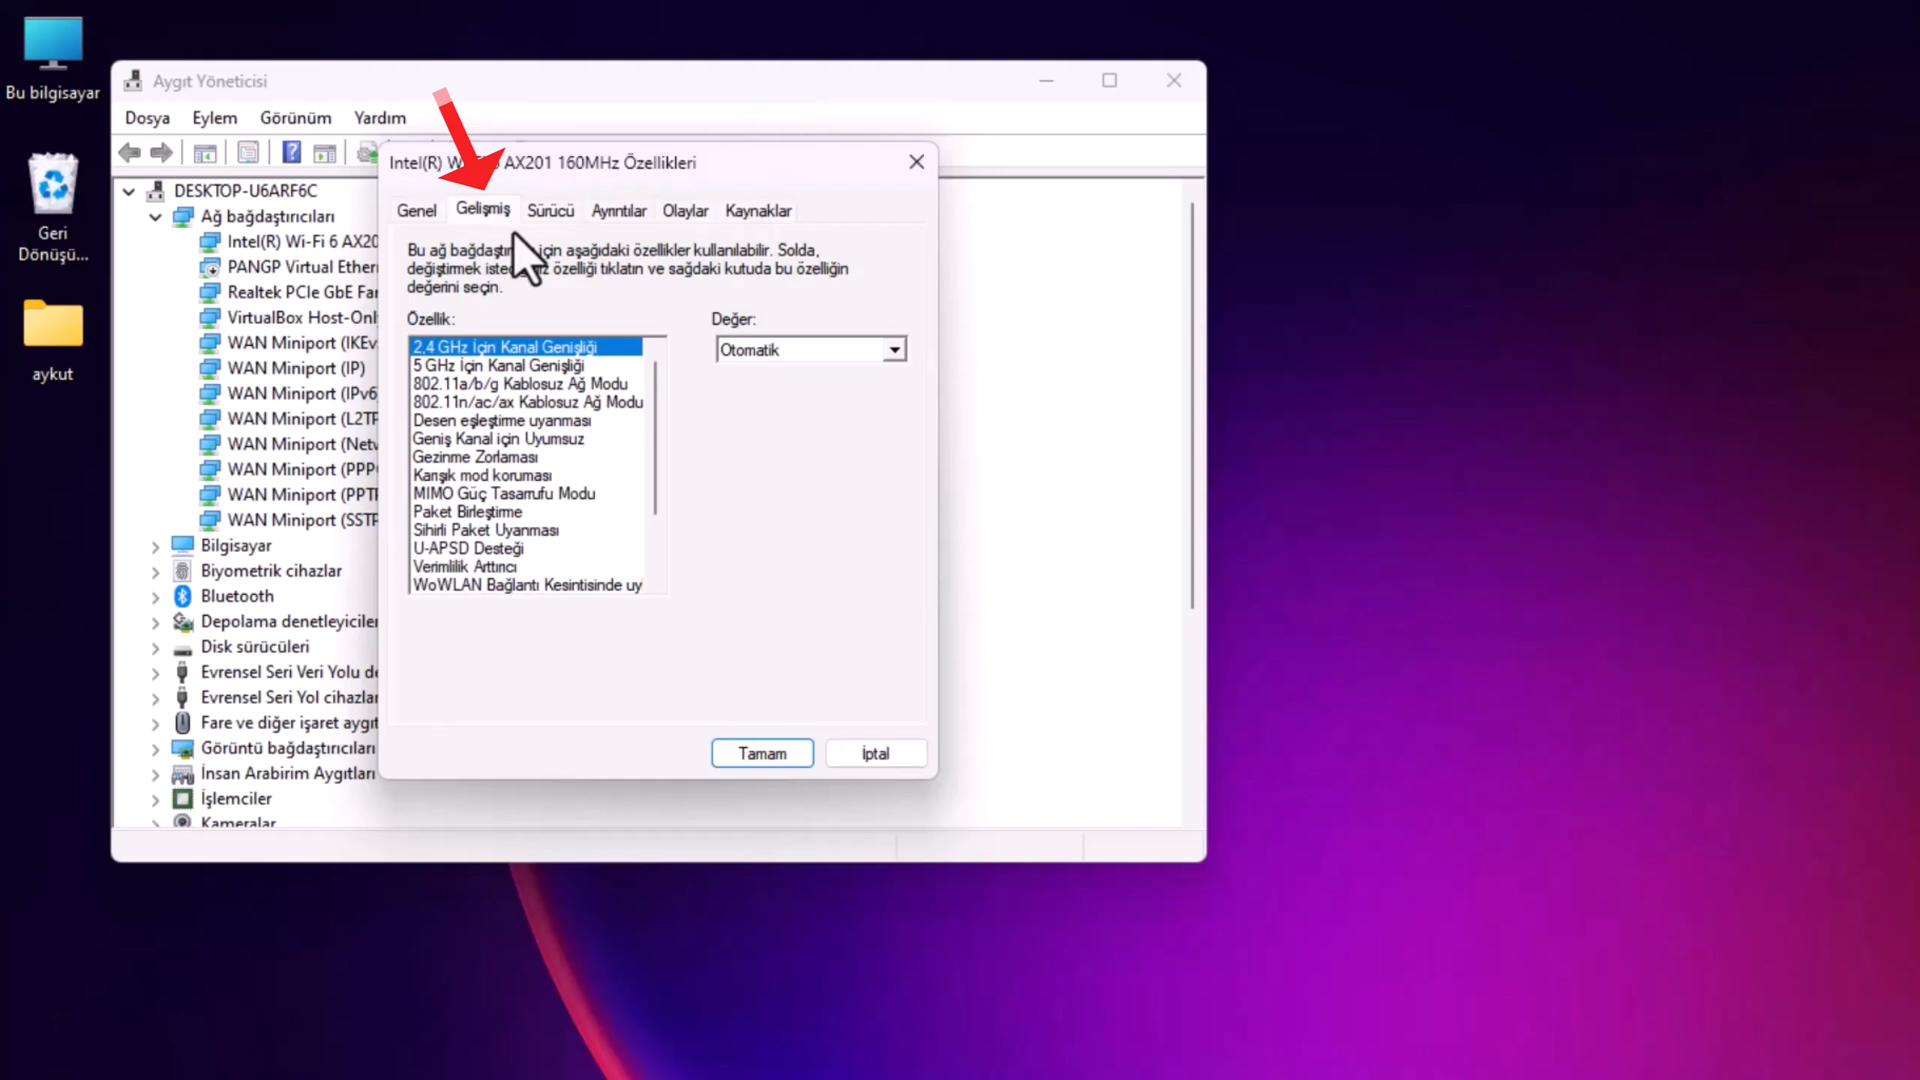 Bu bilgisayar
Geri
Dönüşü...
aykut
Aygıt Yöneticisi
Dosya Eylem Görünüm Yardım
DESKTOP-U6ARF6C
Ağ bağdaştırıcıları
Intel(R) Wi-Fi 6 AX20
PANGP Virtual Ether
Realtek PCIe GbE Fa
VirtualBox Host-Onl
WAN Miniport (IKEv
WAN Miniport (IP)
WAN Miniport (IPv6
WAN Miniport (L2TP
WAN Miniport (Netw
WAN Miniport (PPPO
WAN Miniport (PPTP
WAN Miniport (SSTP
Bilgisayar
Biyometrik cihazlar
Bluetooth
Depolama denetleyiciler
Disk sürücüleri
Evrensel Seri Veri Yolu de
Evrensel Seri Yol cihazlar
Fare ve diğer işaret aygıt
Görüntü bağdaştırıcıları
İnsan Arabirim Aygıtları
İşlemciler
Kameralar
Intel(R) AX201 160MHz Özellikleri
Genel Gelişmiş Sürücü Ayrıntılar Olaylar Kaynaklar
Bu ağ için aşağıdaki özellikler kullanılabilir. Solda,
değiştirmek özelliği tıklatın ve sağdaki kutuda bu özelliğin
değerini seçin.
Özellik:
2,4 GHz İçin Kanal Genişliği
5 GHz İçin Kanal Genişliği
802.11a/b/g Kablosuz Ağ Modu
802.11n/ac/ax Kablosuz Ağ Modu
Desen eşleştirme uyanması
Geniş Kanal için Uyumsuz
Gezinme Zorlaması
Karışık mod koruması
MIMO Güç Tasarrufu Modu
Paket Birleştirme
Sihirli Paket Uyanması
U-APSD Desteği
Verimlilik Arttırıcı
WoWLAN Bağlantı Kesintisinde uy
Değer:
Otomatik
Tamam İptal